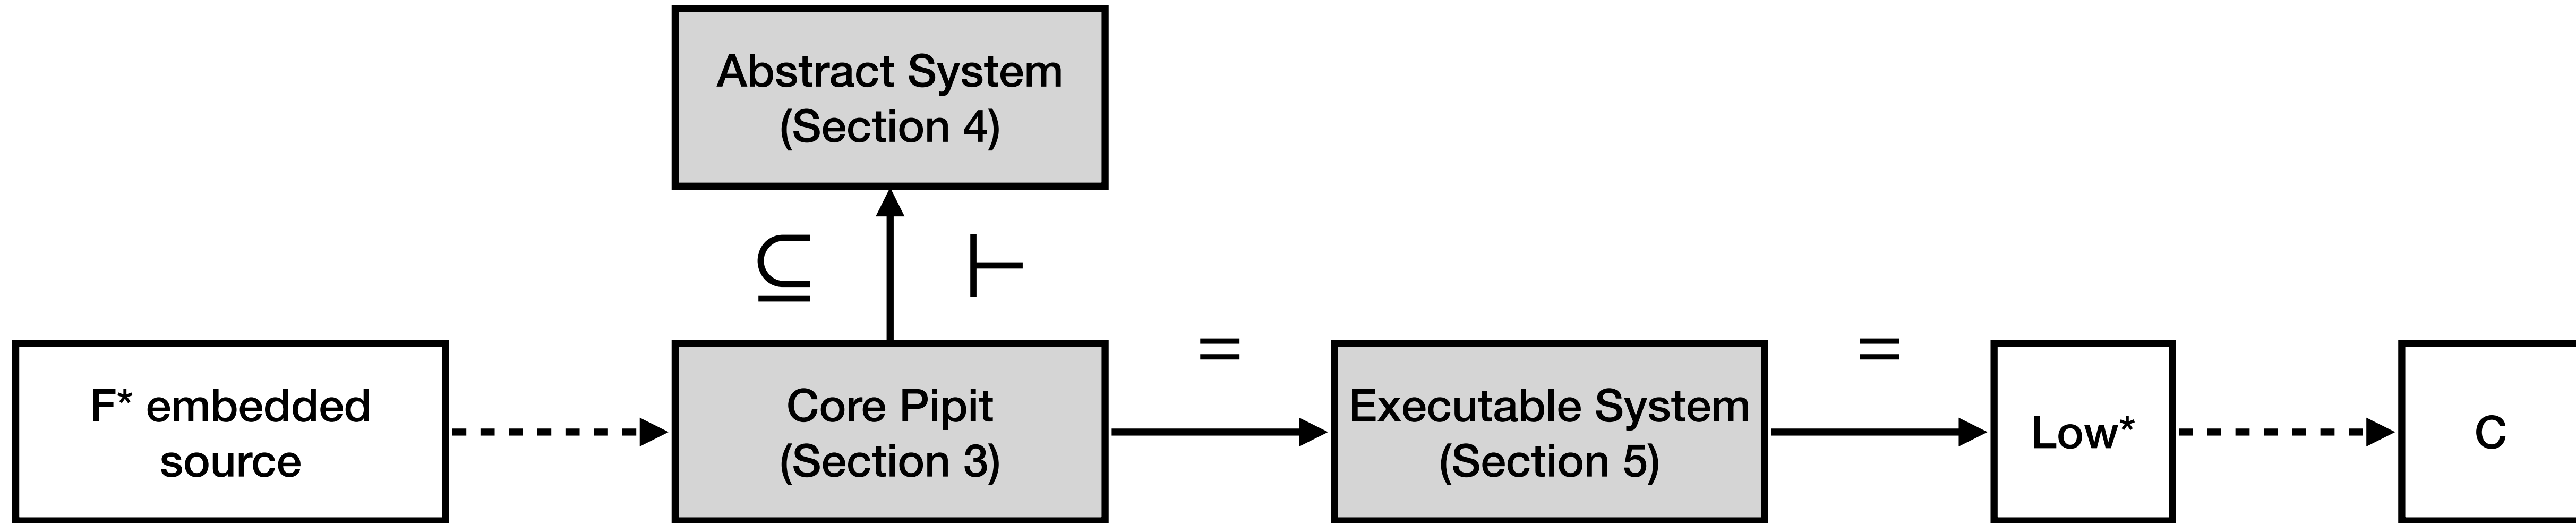 Abstract System
(Section 4)
⊆ ⊢
F* embedded
source
Core Pipit
(Section 3)
=
Executable System
(Section 5)
=
Low*
C